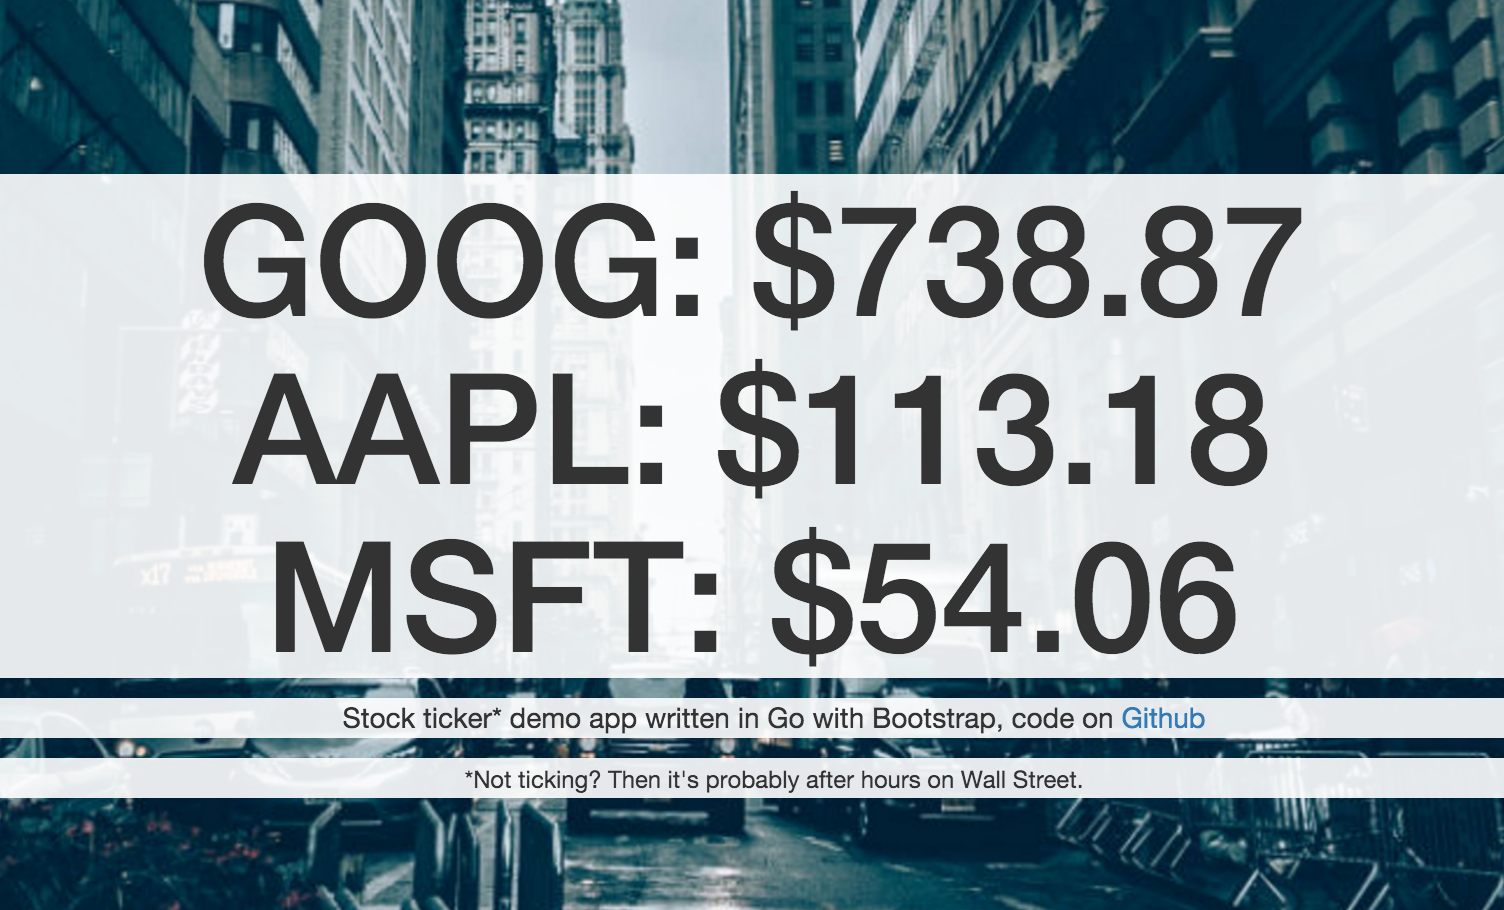 GOOG: $738.87
AAPL: $113.18
MSFT: $54.06
x17
Stock ticker* demo app written in Go with Bootstrap, code on Github
*Not ticking? Then it's probably after hours on Wall Street.